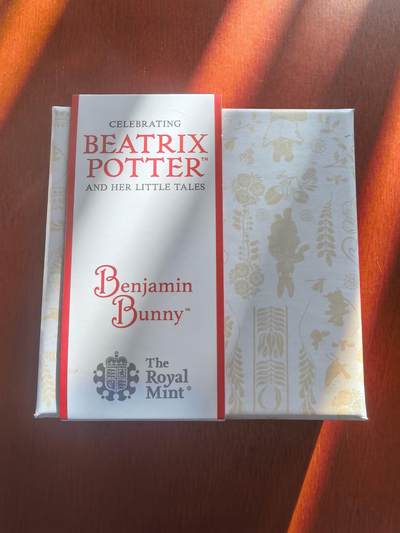 CELEBRATING
BEATRIX
POTTER™
AND HER LITTLE TALES
Benjamin
Bunny™
The
Royal
Mint®